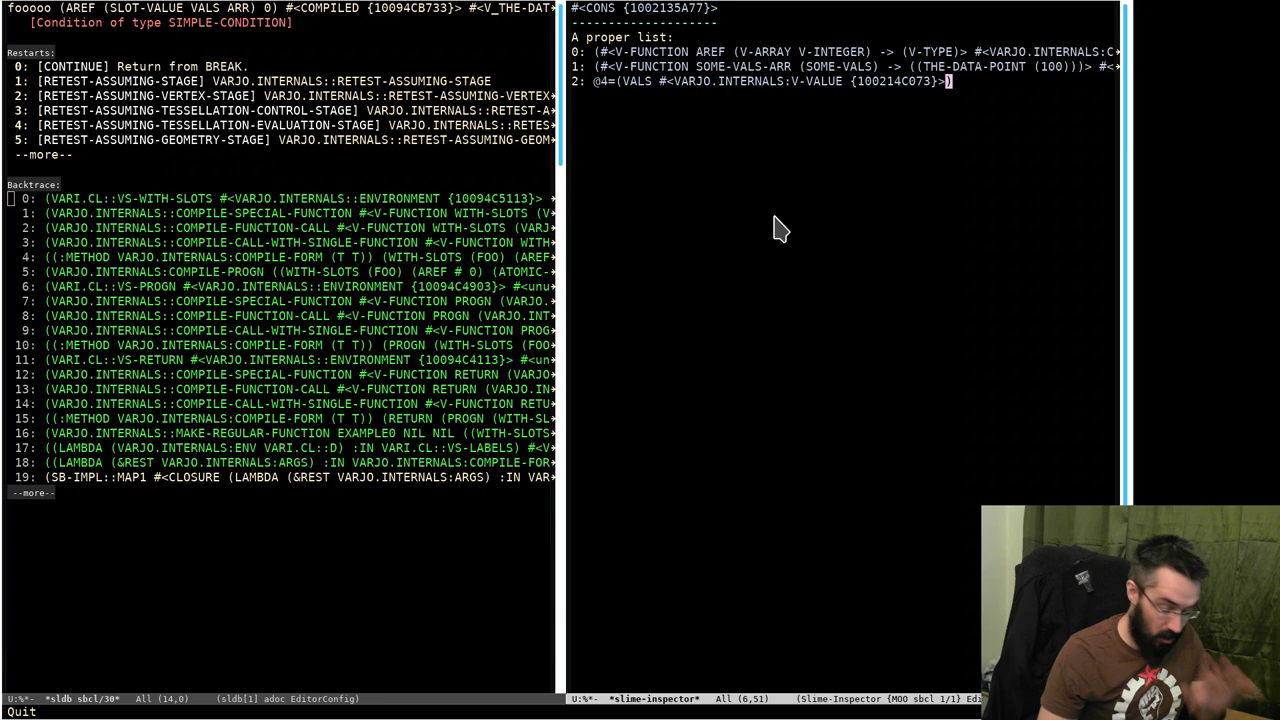 fooooo (AREF (SLOT-VALUE VALS ARR) 0) #<COMPILED {10094CB733}> #<V_THE-DAT
[Condition of type SIMPLE-CONDITION]
Restarts:
0: [CONTINUE] Return from BREAK.
1: [RETEST-ASSUMING-STAGE] VARJO.INTERNALS::RETEST-ASSUMING-STAGE
2: [RETEST-ASSUMING-VERTEX-STAGE] VARJO.INTERNALS::RETEST-ASSUMING-VERTEX
3: [RETEST-ASSUMING-TESSELLATION-CONTROL-STAGE] VARJO.INTERNALS::RETEST-A
4: [RETEST-ASSUMING-TESSELLATION-EVALUATION-STAGE] VARJO.INTERNALS::RETES
5: [RETEST-ASSUMING-GEOMETRY-STAGE] VARJO.INTERNALS::RETEST-ASSUMING-GEOM
--more--
Backtrace:
0: (VARI.CL::VS-WITH-SLOTS #<VARJO.INTERNALS::ENVIRONMENT {10094C5113}>
1: (VARJO.INTERNALS::COMPILE-SPECIAL-FUNCTION #<V-FUNCTION WITH-SLOTS (V
2: (VARJO.INTERNALS::COMPILE-FUNCTION-CALL #<V-FUNCTION WITH-SLOTS (VARJ
3: (VARJO.INTERNALS::COMPILE-CALL-WITH-SINGLE-FUNCTION #<V-FUNCTION WITH
4: ((:METHOD VARJO.INTERNALS:COMPILE-FORM (T T)) (WITH-SLOTS (FOO) (AREF
5: (VARJO.INTERNALS:COMPILE-PROGN ((WITH-SLOTS (FOO) (AREF # 0) (ATOMIC-
6: (VARI.CL::VS-PROGN #<VARJO.INTERNALS::ENVIRONMENT {10094C4903}> #<unu
7: (VARJO.INTERNALS::COMPILE-SPECIAL-FUNCTION #<V-FUNCTION PROGN (VARJO.
8: (VARJO.INTERNALS::COMPILE-FUNCTION-CALL #<V-FUNCTION PROGN (VARJO.INT
9: (VARJO.INTERNALS::COMPILE-CALL-WITH-SINGLE-FUNCTION #<V-FUNCTION PROG
10: ((:METHOD VARJO.INTERNALS:COMPILE-FORM (T T)) (PROGN (WITH-SLOTS (FOO
11: (VARI.CL::VS-RETURN #<VARJO.INTERNALS::ENVIRONMENT {10094C4113}> #<un
12: (VARJO.INTERNALS::COMPILE-SPECIAL-FUNCTION #<V-FUNCTION RETURN (VARJO
13: (VARJO.INTERNALS::COMPILE-FUNCTION-CALL #<V-FUNCTION RETURN (VARJO.IN
14: (VARJO.INTERNALS::COMPILE-CALL-WITH-SINGLE-FUNCTION #<V-FUNCTION RETU
15: ((:METHOD VARJO.INTERNALS:COMPILE-FORM (T T)) (RETURN (PROGN (WITH-SL
16: (VARJO.INTERNALS::MAKE-REGULAR-FUNCTION EXAMPLE0 NIL NIL ((WITH-SLOTS
17: ((LAMBDA (VARJO.INTERNALS:ENV VARI.CL::D) :IN VARI.CL::VS-LABELS) #<V
18: ((LAMBDA (&REST VARJO.INTERNALS:ARGS) :IN VARJO.INTERNALS:COMPILE-FOR
19: (SB-IMPL::MAP1 #<CLOSURE (LAMBDA (&REST VARJO.INTERNALS:ARGS) :IN VAR
--more--
U:%*- *sldb sbcl/30* All (14,0) (sldb[1] adoc EditorConfig)
Quit
#<CONS {1002135A77}>
--------------------
A proper list:
0: (#<V-FUNCTION AREF (V-ARRAY V-INTEGER) -> (V-TYPE)> #<VARJO.INTERNALS:C
1: (#<V-FUNCTION SOME-VALS-ARR (SOME-VALS) -> ((THE-DATA-POINT (100)))> #<
2: @4=(VALS #<VARJO.INTERNALS:V-VALUE {100214C073}>)
U:%*- *slime-inspector* All (6,51) (Slime-Inspector {MOO sbcl 1/1} Edi